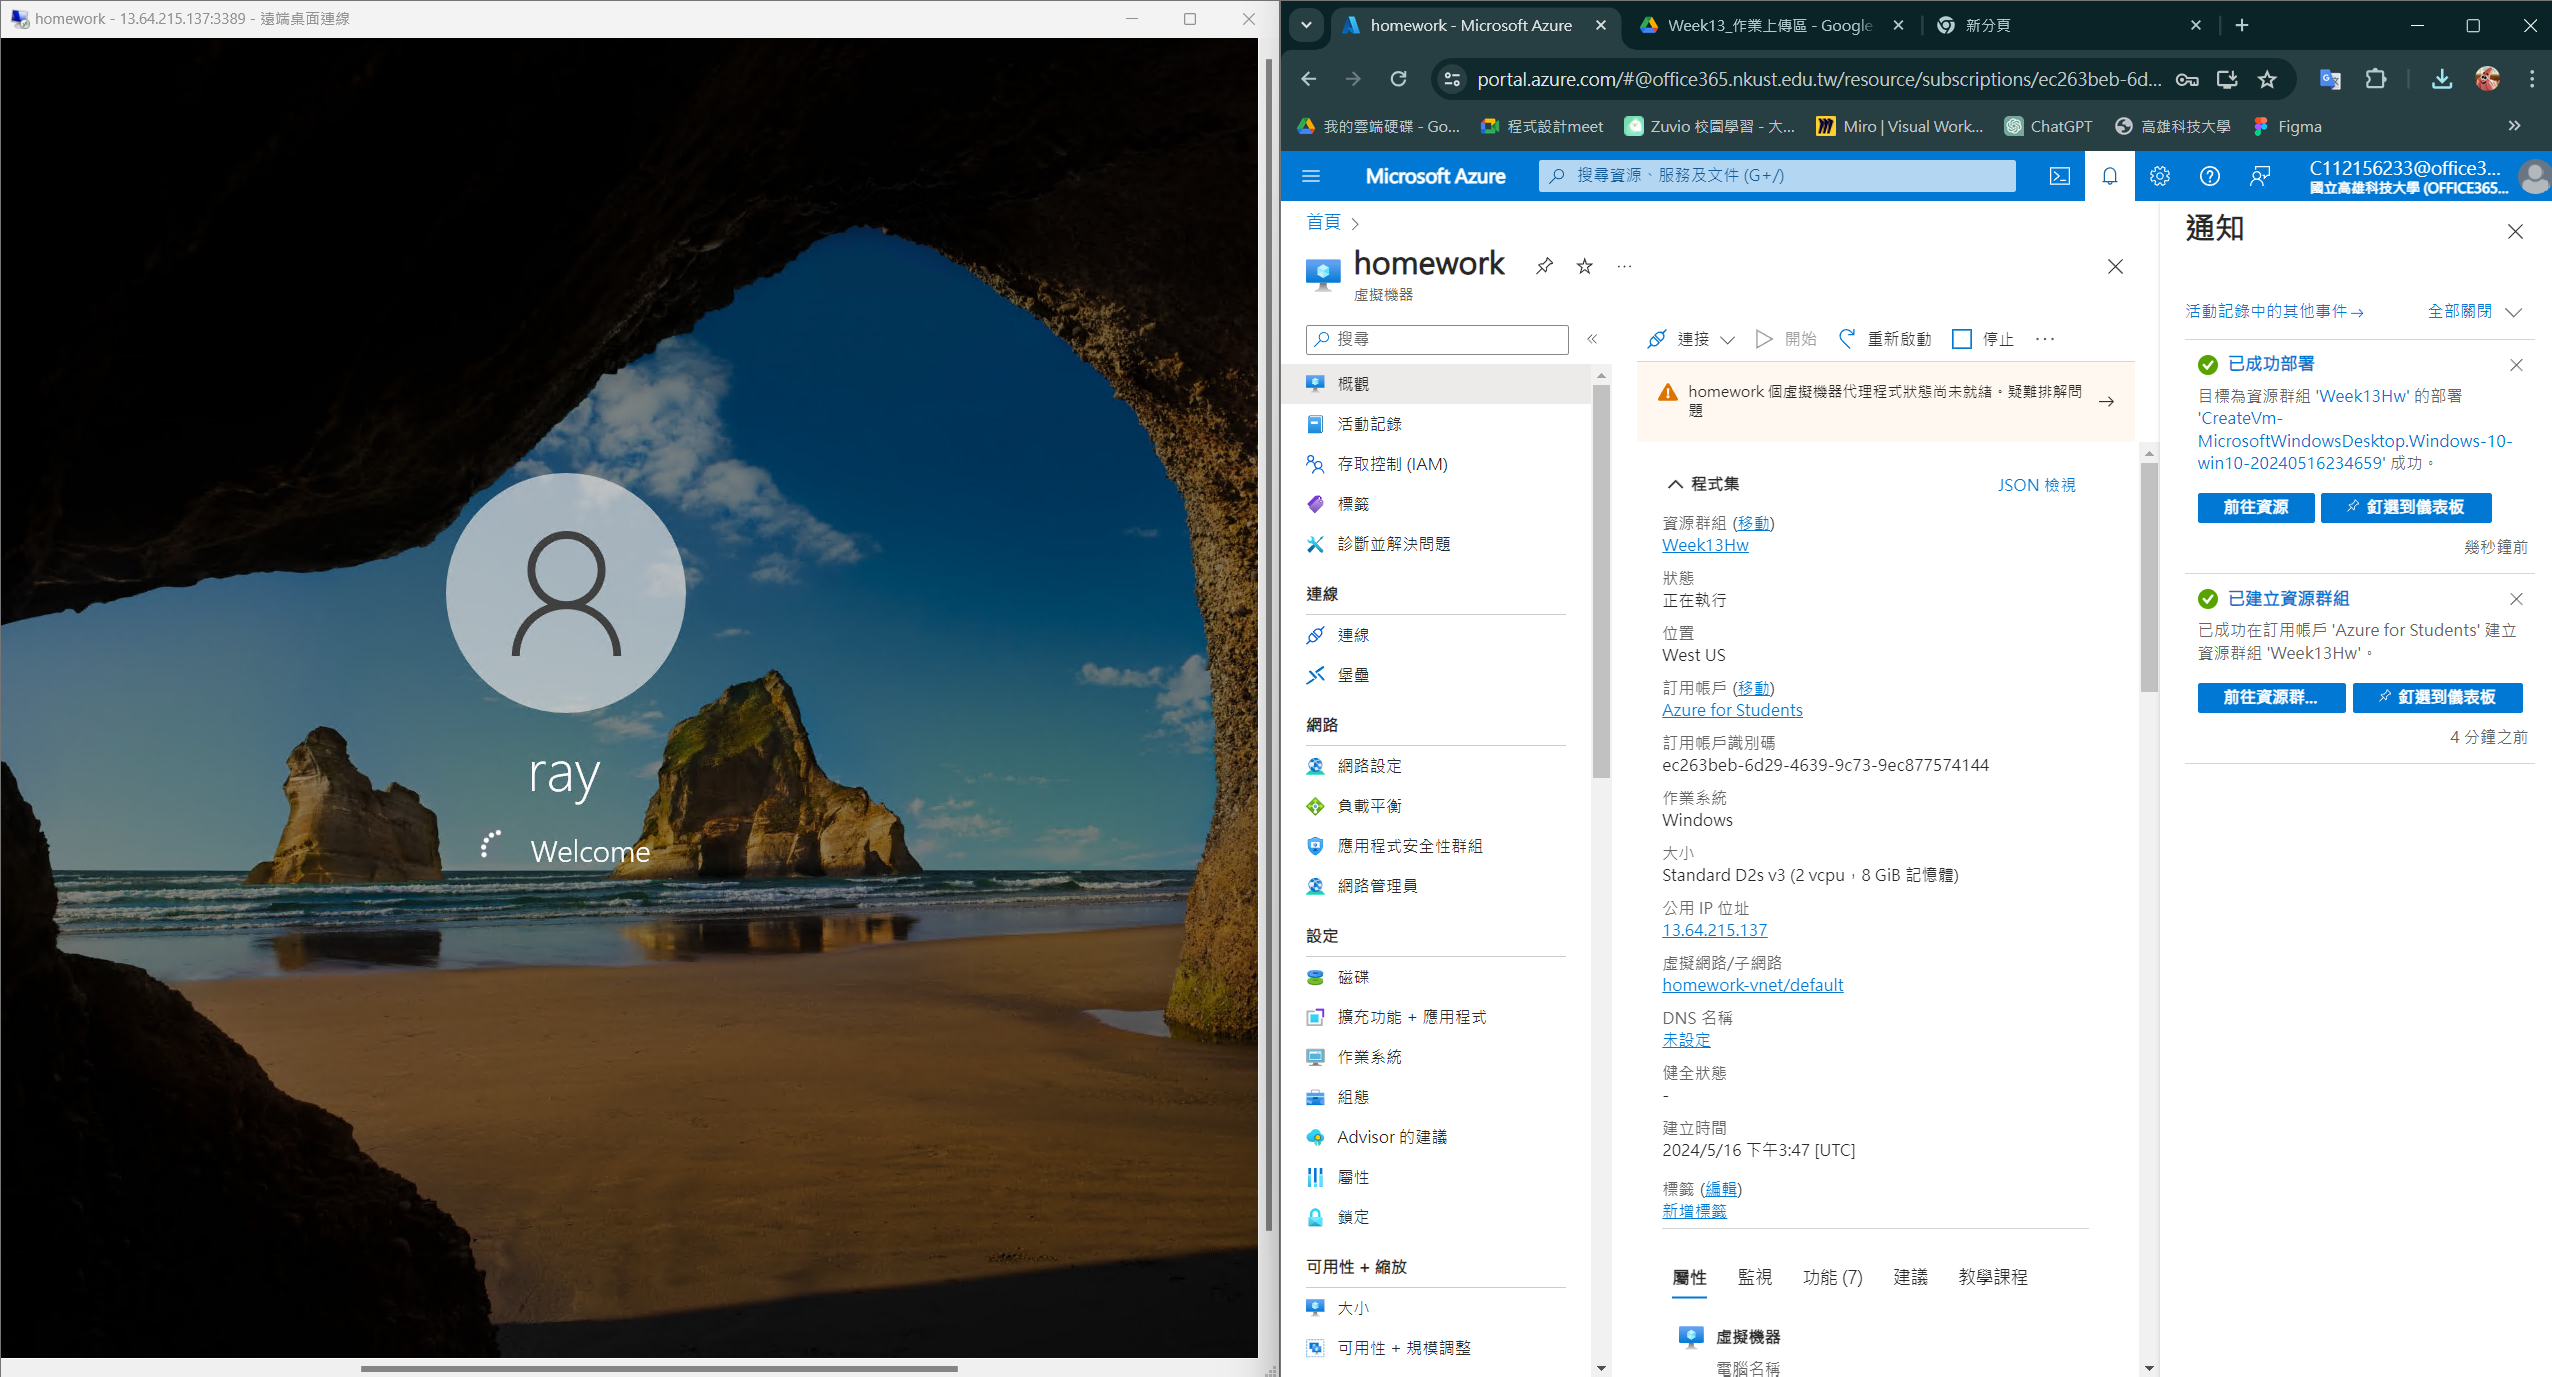 homework - 13.64.215.137:3389 - 遠端桌面連線
ray
Welcome
homework - Microsoft Azure
Week13_作業上傳區 - Google
新分頁
portal.azure.com/#@office365.nkust.edu.tw/resource/subscriptions/ec263beb-6d...
我的雲端硬碟 - Go...
程式設計meet
Zuvio 校園學習 - 大...
Miro | Visual Work...
ChatGPT
高雄科技大學
Figma
Microsoft Azure
搜尋資源、服務及文件 (G+/)
C112156233@office3...
國立高雄科技大學 (OFFICE365...
首頁
homework
虛擬機器
搜尋
概觀
活動記錄
存取控制 (IAM)
標籤
診斷並解決問題
連線
連線
堡壘
網路
網路設定
負載平衡
應用程式安全性群組
網路管理員
設定
磁碟
擴充功能 + 應用程式
作業系統
組態
Advisor 的建議
屬性
鎖定
可用性 + 縮放
大小
可用性 + 規模調整
連接
開始
重新啟動
停止
homework 個虛擬機器代理程式狀態尚未就緒。疑難排解問
題
程式集
JSON 檢視
資源群組 (移動)
Week13Hw
狀態
正在執行
位置
West US
訂用帳戶 (移動)
Azure for Students
訂用帳戶識別碼
ec263beb-6d29-4639-9c73-9ec877574144
作業系統
Windows
大小
Standard D2s v3 (2 vcpu，8 GiB 記憶體)
公用 IP 位址
13.64.215.137
虛擬網路/子網路
homework-vnet/default
DNS 名稱
未設定
健全狀態
-
建立時間
2024/5/16 下午3:47 [UTC]
標籤 (編輯)
新增標籤
屬性
監視
功能 (7)
建議
教學課程
虛擬機器
電腦名稱
通知
活動記錄中的其他事件→
全部關閉
已成功部署
目標為資源群組 'Week13Hw' 的部署
'CreateVm-
MicrosoftWindowsDesktop.Windows-10-
win10-20240516234659' 成功。
前往資源
釘選到儀表板
幾秒鐘前
已建立資源群組
已成功在訂用帳戶 'Azure for Students' 建立
資源群組 'Week13Hw'。
前往資源群...
釘選到儀表板
4 分鐘之前